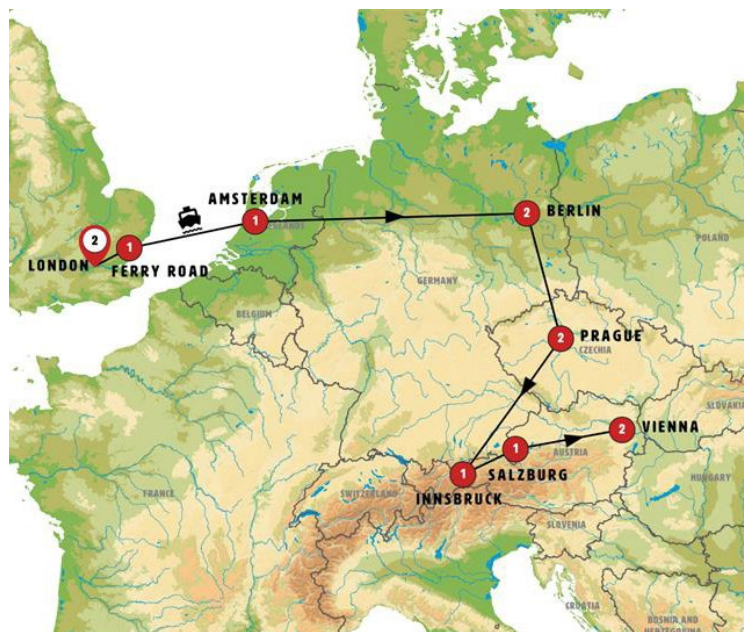 AMSTERDAM
1
BERLIN
2
NETHERLANDS
2
LONDON
1
FERRY ROAD
POLAND
GERMANY
BELGIUM
2
PRAGUE
CZECHIA
SLOVAKIA
2
VIENNA
1
AUSTRIA
SALZBURG
1
INNSBRUCK
HUNGARY
FRANCE
SWITZERLAND
SLOVENIA
CROATIA
BOSNIA AND
HERZEGOVINA